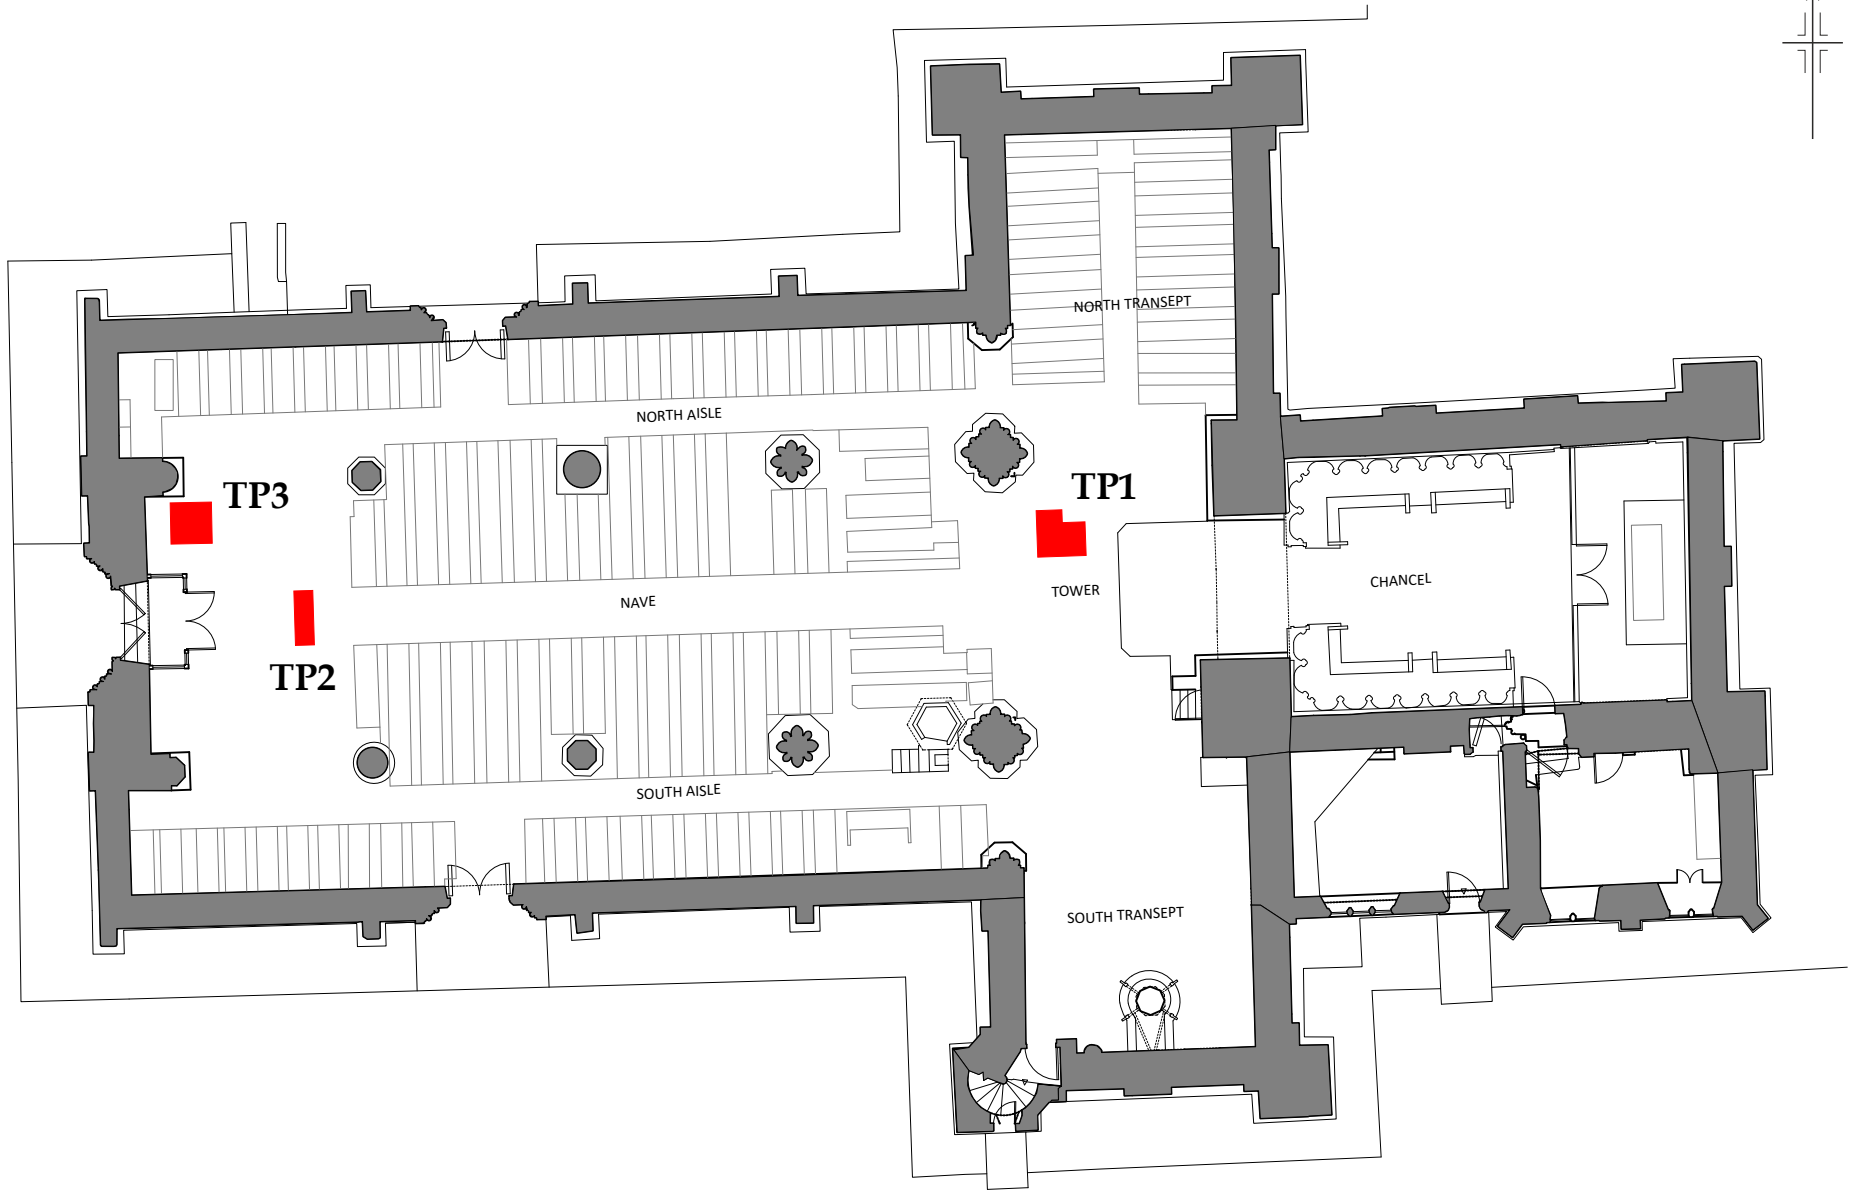 NORTH TRANSEPT
NORTH AISLE
TP3
TP1
TOWER
CHANCEL
NAVE
TP2
SOUTH AISLE
SOUTH TRANSEPT